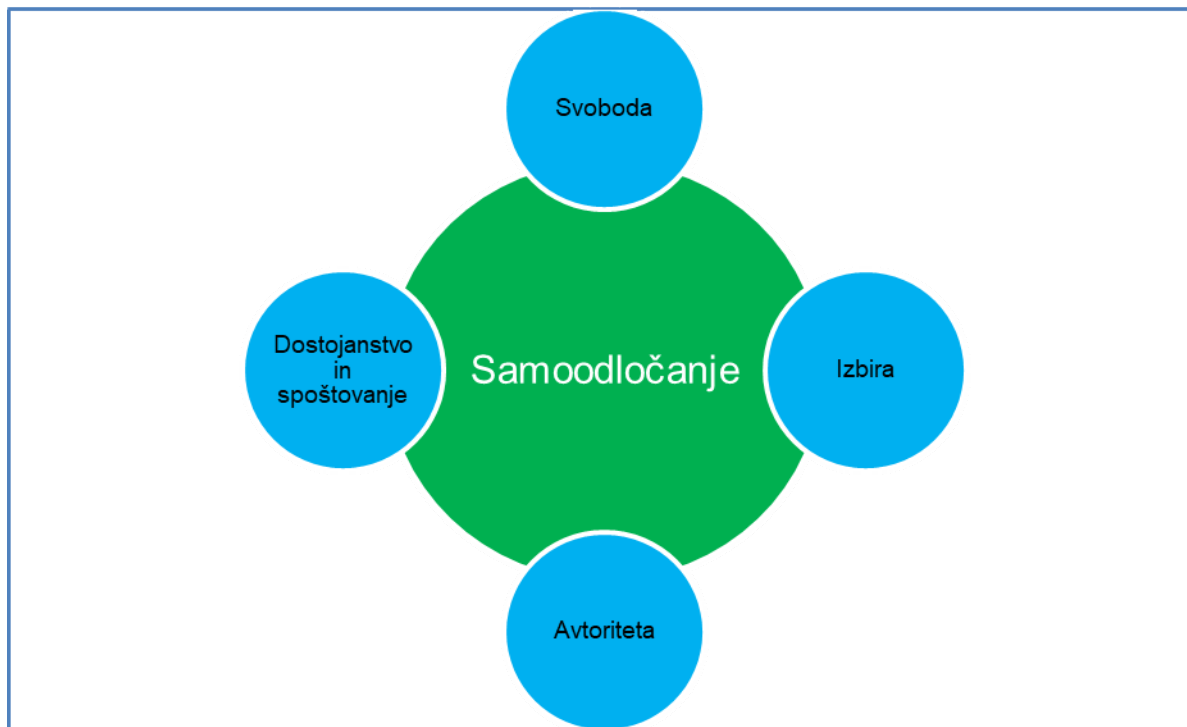 Svoboda
Dostojanstvo
in
spoštovanje
Samoodločanje
Izbira
Avtoriteta